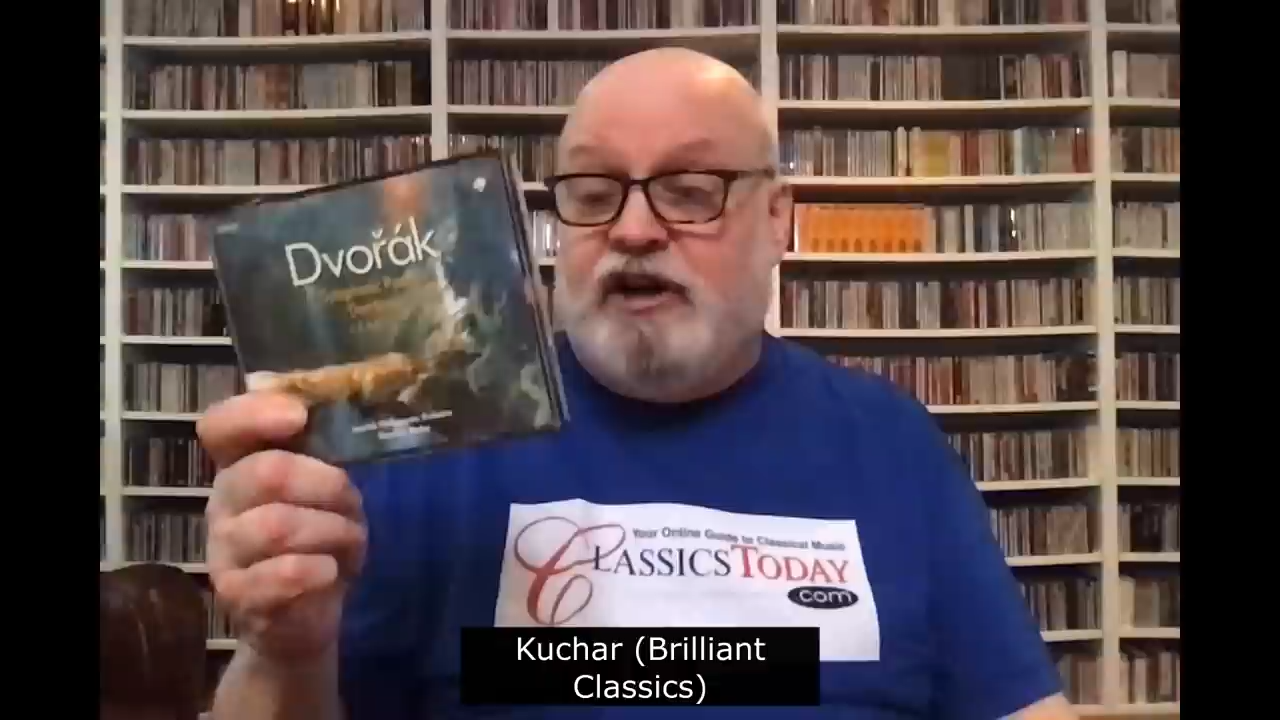 Dvořák
Your Online Guide to Classical Music
CLASSICSTODAY
com
Kuchar (Brilliant
Classics)